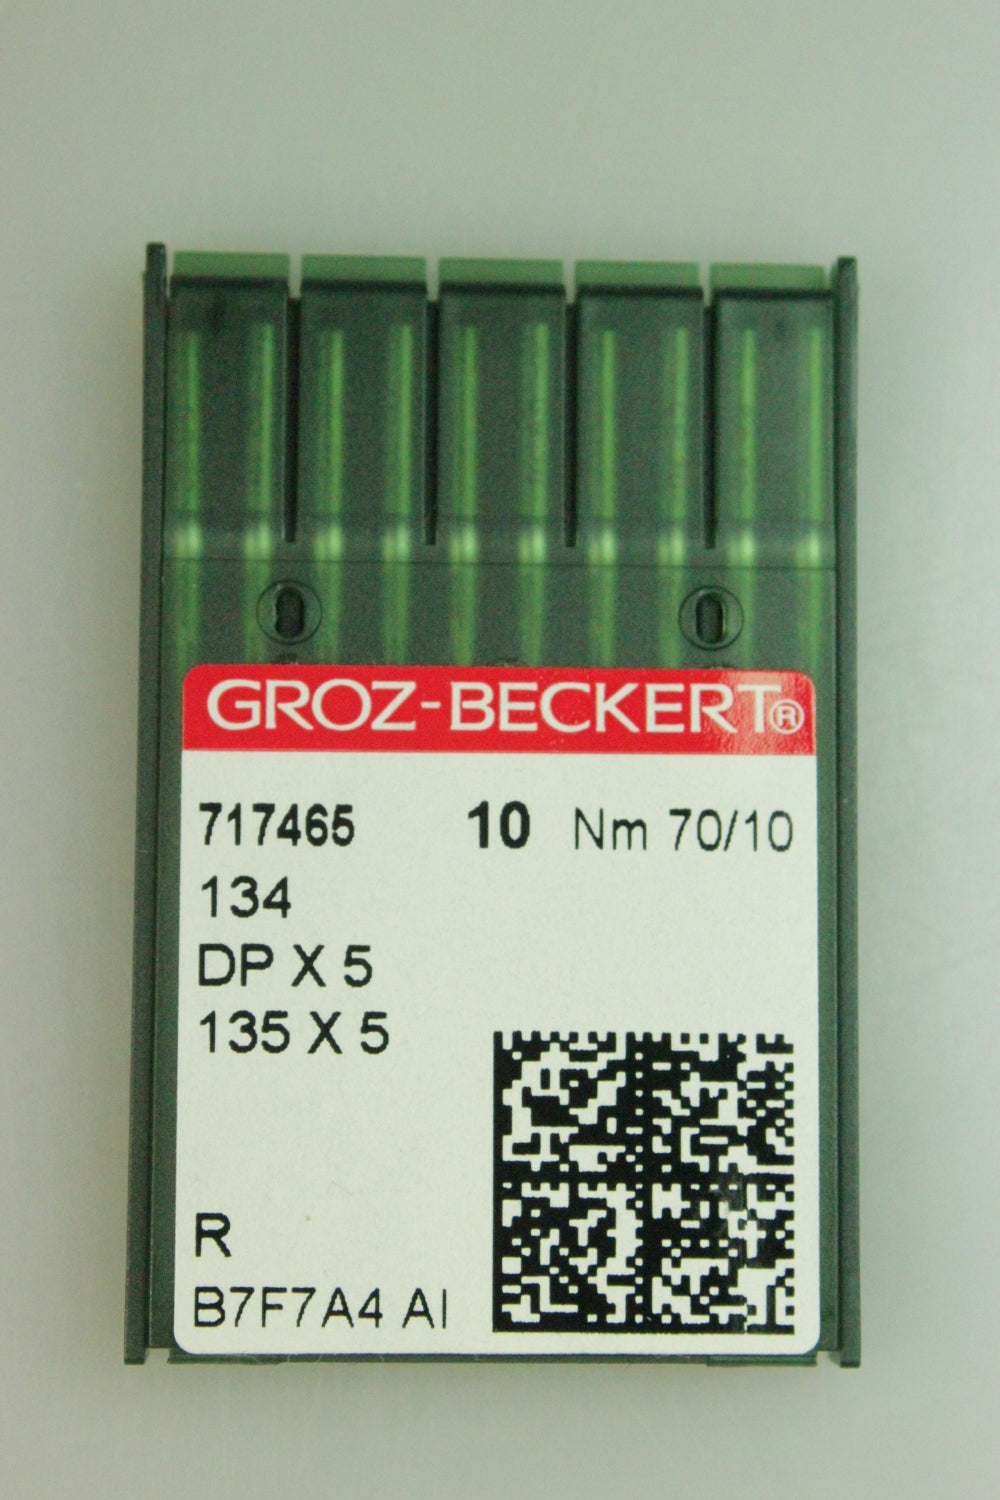 GROZ-BECKERT®
717465 10 Nm 70/10
134
DP X 5
135 X 5
R
B7F7A4 AI